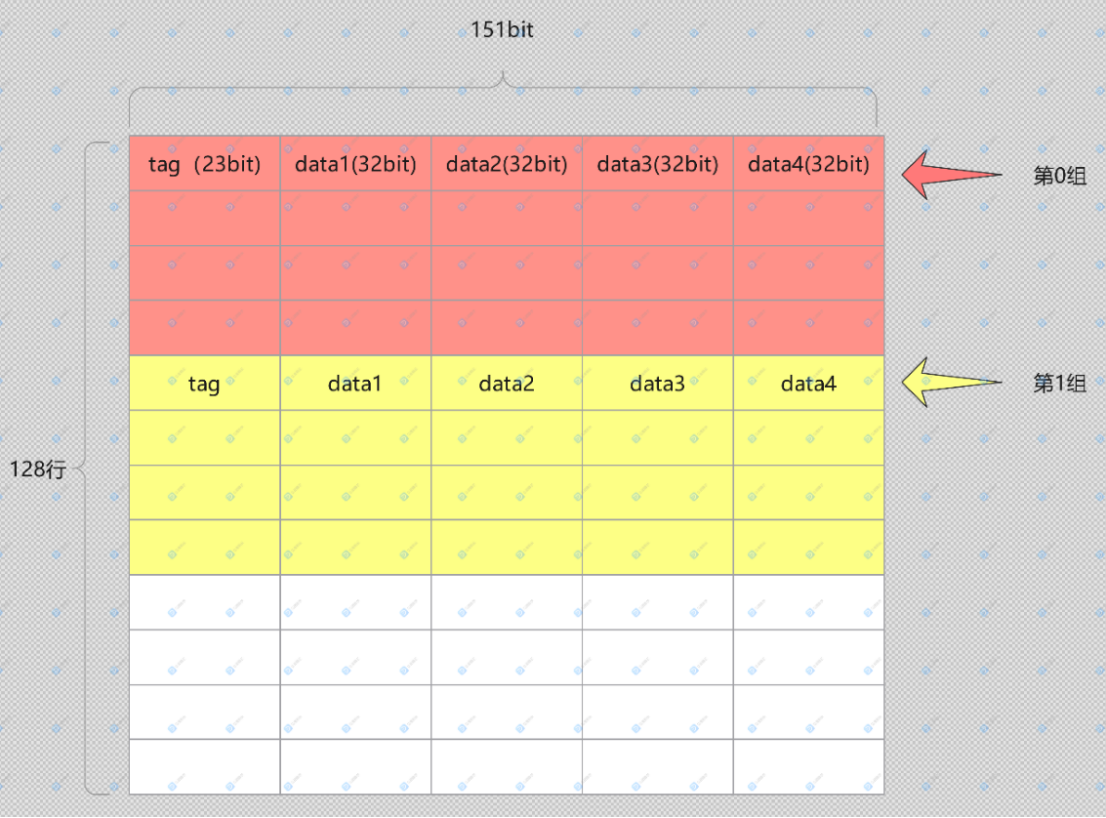 151bit
tag（23bit） data1(32bit) data2(32bit) data3(32bit) data4(32bit)
第0组
tag data1 data2 data3 data4
第1组
128行